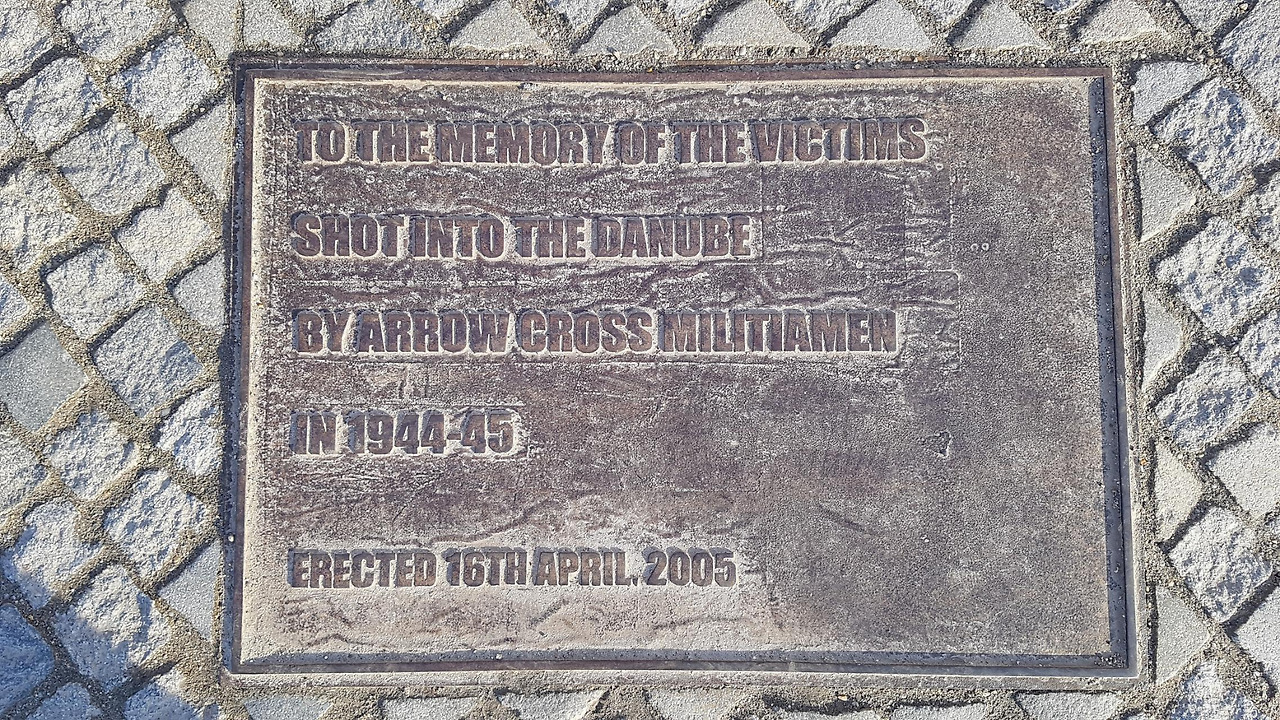 TO THE MEMORY OF THE VICTIMS
SHOT INTO THE DANUBE
BY ARROW CROSS MILITIAMEN
IN 1944-45
ERECTED 16TH APRIL. 2005